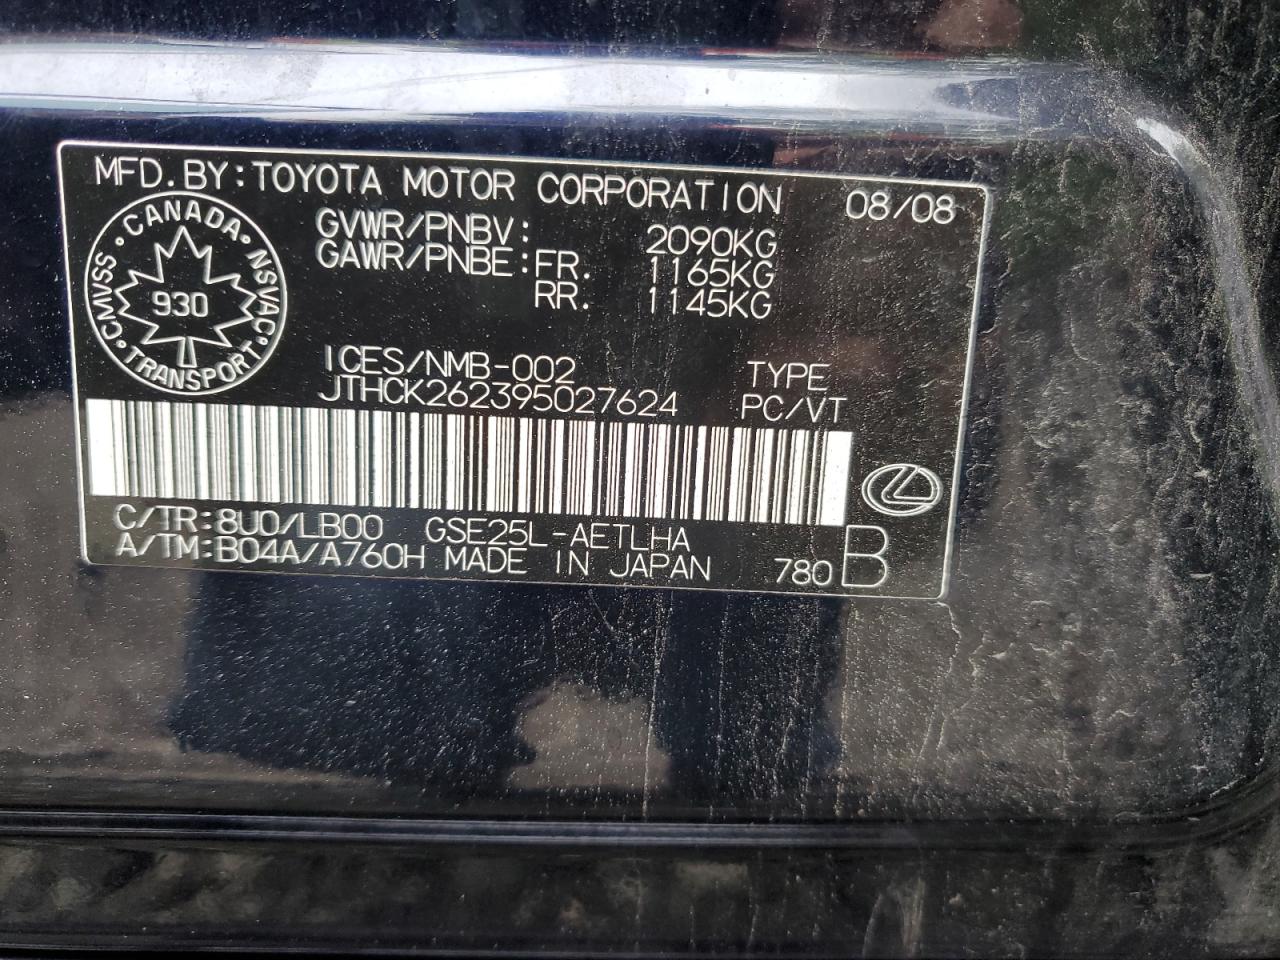 MFD.BY:TOYOTA MOTOR CORPORATION 08/08
GVWR/PNBV: 2090KG
GAWR/PNBE:FR. 1165KG
RR. 1145KG
CANADA·NSVAC·TRANSPORT·CMVSS·
930
ICES/NMB-002 TYPE
JTHCK262395027624 PC/VT
C/TR:8U0/LB00 GSE25L-AETLHA
A/TM:B04A/A760H MADE IN JAPAN 780 B